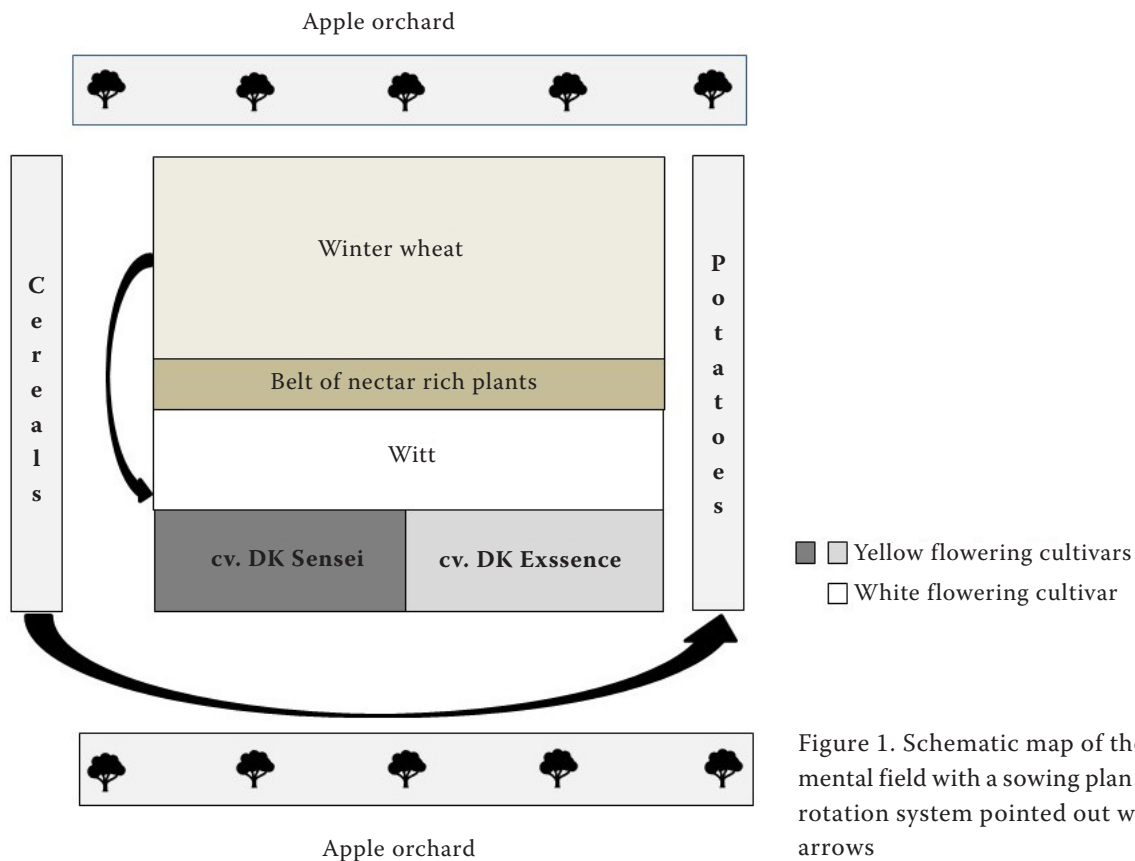 Apple orchard
Cereals
Winter wheat
Belt of nectar rich plants
Witt
cv. DK Sensei
cv. DK Exssence
Potatoes
Yellow flowering cultivars
White flowering cultivar
Apple orchard
Figure 1. Schematic map of the
mental field with a sowing plan
rotation system pointed out w
arrows